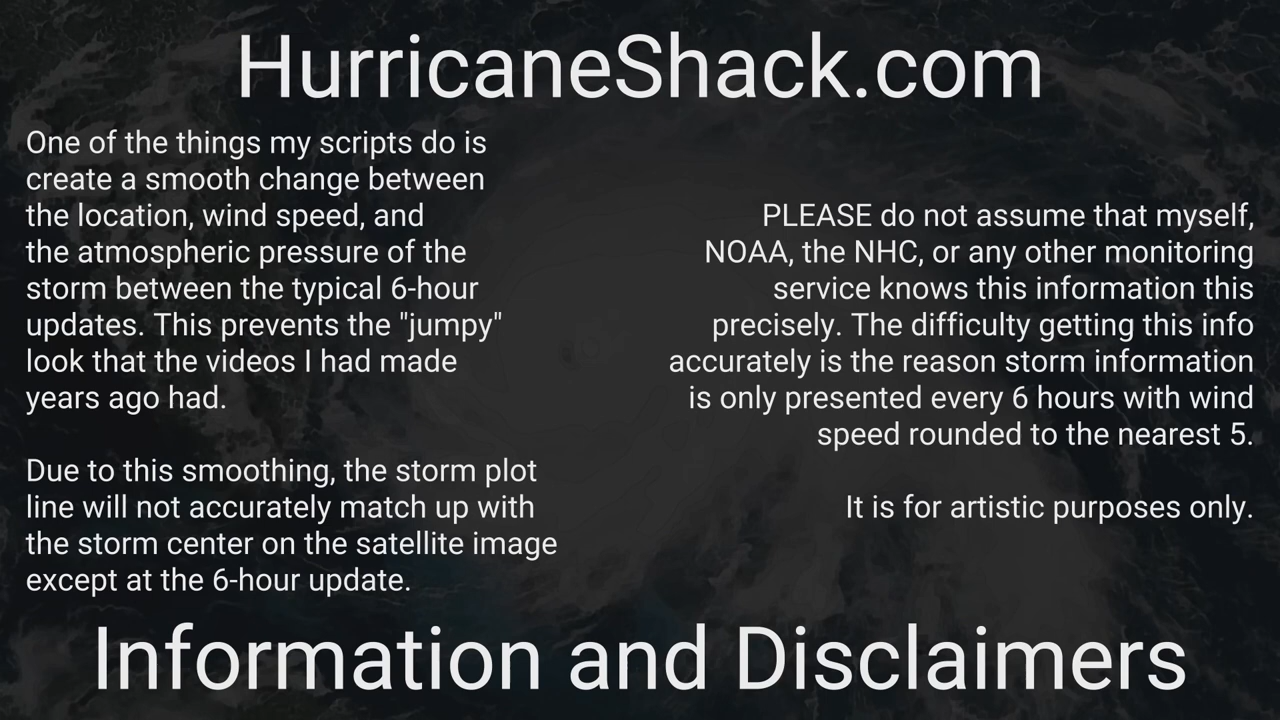 HurricaneShack.com
One of the things my scripts do is
create a smooth change between
the location, wind speed, and
the atmospheric pressure of the
storm between the typical 6-hour
updates. This prevents the "jumpy"
look that the videos I had made
years ago had.
Due to this smoothing, the storm plot
line will not accurately match up with
the storm center on the satellite image
except at the 6-hour update.
PLEASE do not assume that myself,
NOAA, the NHC, or any other monitoring
service knows this information this
precisely. The difficulty getting this info
accurately is the reason storm information
is only presented every 6 hours with wind
speed rounded to the nearest 5.
It is for artistic purposes only.
Information and Disclaimers